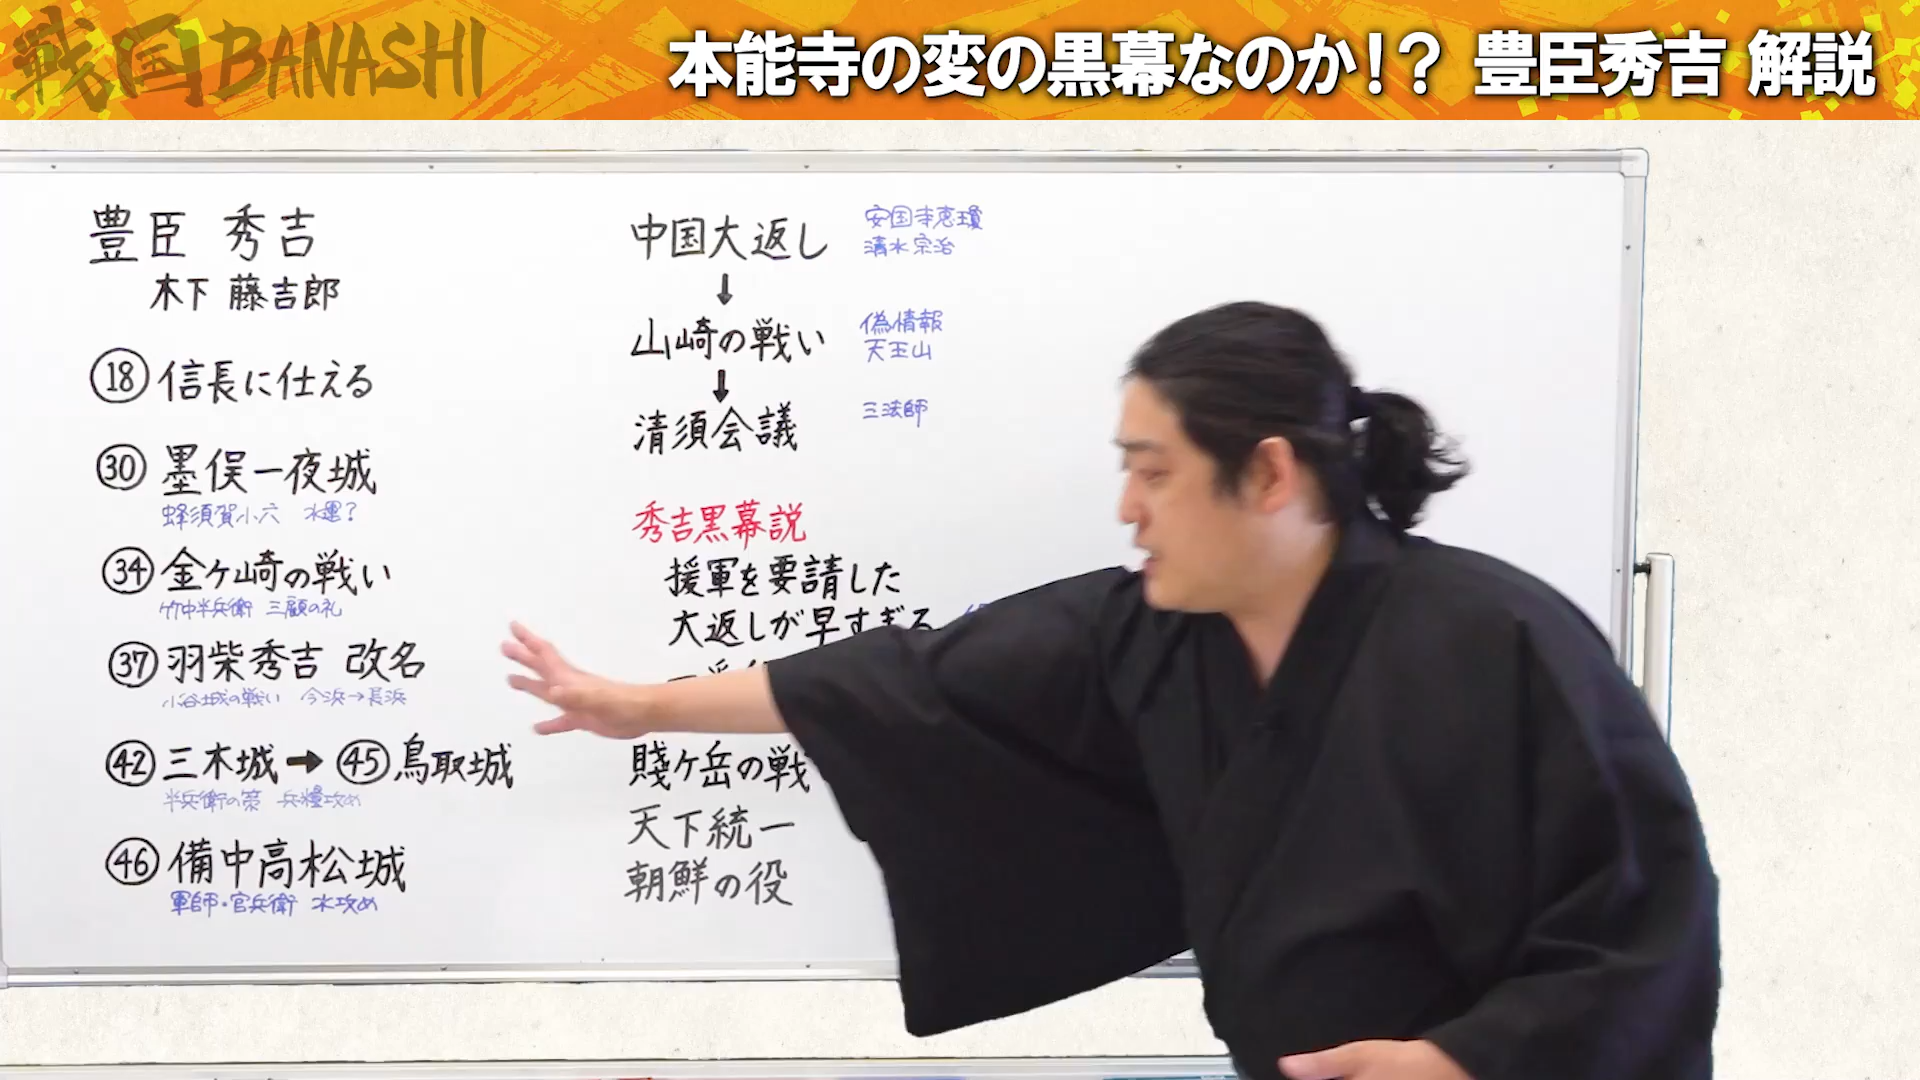 戦国BANASHI
本能寺の変の黒幕なのか!? 豊臣秀吉 解説
豊臣 秀吉
木下 藤吉郎
⑱信長に仕える
㉚墨俣一夜城
蜂須賀小六 水運?
㉞金ケ崎の戦い
竹中半兵衛 三顧の礼
㊲羽柴秀吉 改名
小谷城の戦い 今浜→長浜
㊷三木城→㊺鳥取城
半兵衛の策 兵糧攻め
㊻備中高松城
軍師・官兵衛 水攻め
中国大返し
安国寺恵瓊
清水宗治
↓
山崎の戦い
偽情報
天王山
↓
清須会議
三法師
秀吉黒幕説
援軍を要請した
大返しが早すぎる
賤ケ岳の戦
天下統一
朝鮮の役